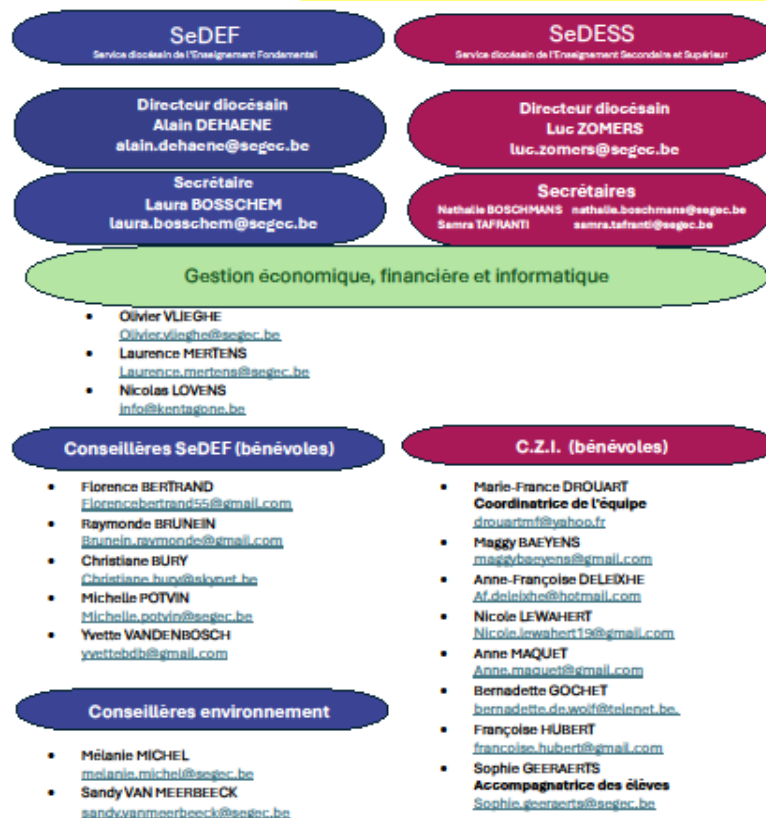 SeDEF
Service diocésain de l'Enseignement Fondamental
SeDESS
Service diocésain de l'Enseignement Secondaire et Supérieur
Directeur diocésain
Alain DEHAENE
alain.dehaene@segec.be
Directeur diocésain
Luc ZOMERS
luc.zomers@segec.be
Secrétaire
Laura BOSSCHEM
laura.bosschem@segec.be
Secrétaires
Nathalie BOSCHMANS nathalie.boschmans@segec.be
Samra TAFRANTI samra.tafranti@segec.be
Gestion économique, financière et informatique
• Olivier VLIEGHE
Olivier.vlieghe@segec.be
• Laurence MERTENS
Laurence.mertens@segec.be
• Nicolas LOVENS
info@kentagone.be
Conseillères SeDEF (bénévoles)
• Florence BERTRAND
Florencebertrand55@gmail.com
• Raymonde BRUNEIN
Brunein.raymonde@gmail.com
• Christiane BURY
Christiane.bury@skynet.be
• Michelle POTVIN
Michelle.potvin@segec.be
• Yvette VANDENBOSCH
yvettebdb@gmail.com
Conseillères environnement
• Mélanie MICHEL
melanie.michel@segec.be
• Sandy VAN MEERBEECK
sandy.vanmeerbeeck@segec.be
C.Z.I. (bénévoles)
• Marie-France DROUART
Coordinatrice de l'équipe
drouartmf@yahoo.fr
• Maggy BAEYENS
maggybaeyens@gmail.com
• Anne-Françoise DELEIXHE
Af.deleixhe@hotmail.com
• Nicole LEWAHERT
Nicole.lewahert19@gmail.com
• Anne MAQUET
Anne.maquet@gmail.com
• Bernadette GOCHET
bernadette.de.wolf@telenet.be.
• Françoise HUBERT
francoise.hubert@gmail.com
• Sophie GEERAERTS
Accompagnatrice des élèves
Sophie.geeraerts@segec.be